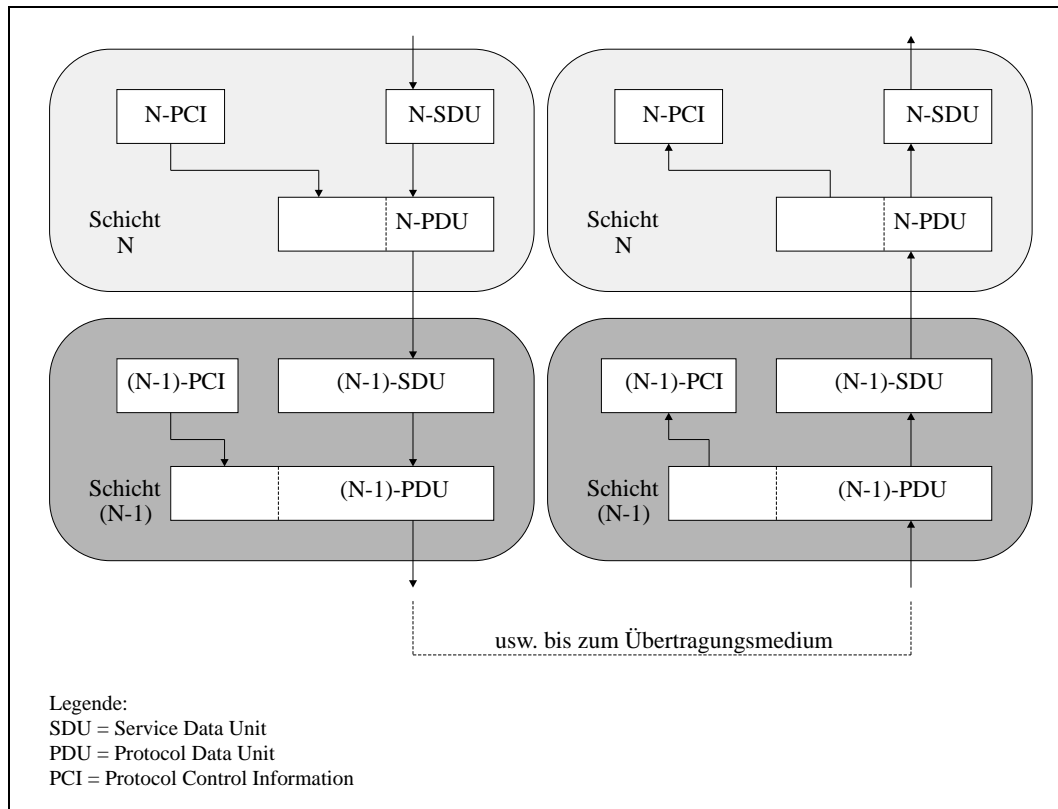 N-PCI
N-SDU
N-PDU
Schicht
N
N-PCI
N-SDU
N-PDU
Schicht
N
(N-1)-PCI
(N-1)-SDU
(N-1)-PDU
Schicht
(N-1)
(N-1)-PCI
(N-1)-SDU
(N-1)-PDU
Schicht
(N-1)
usw. bis zum Übertragungsmedium
Legende:
SDU = Service Data Unit
PDU = Protocol Data Unit
PCI = Protocol Control Information